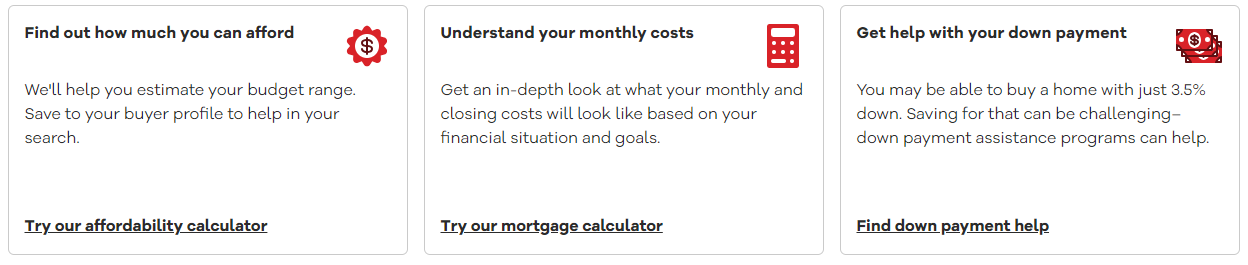 Find out how much you can afford
$
We'll help you estimate your budget range.
Save to your buyer profile to help in your
search.
Try our affordability calculator
Understand your monthly costs
Get an in-depth look at what your monthly and
closing costs will look like based on your
financial situation and goals.
Try our mortgage calculator
Get help with your down payment
$
You may be able to buy a home with just 3.5%
down. Saving for that can be challenging–
down payment assistance programs can help.
Find down payment help